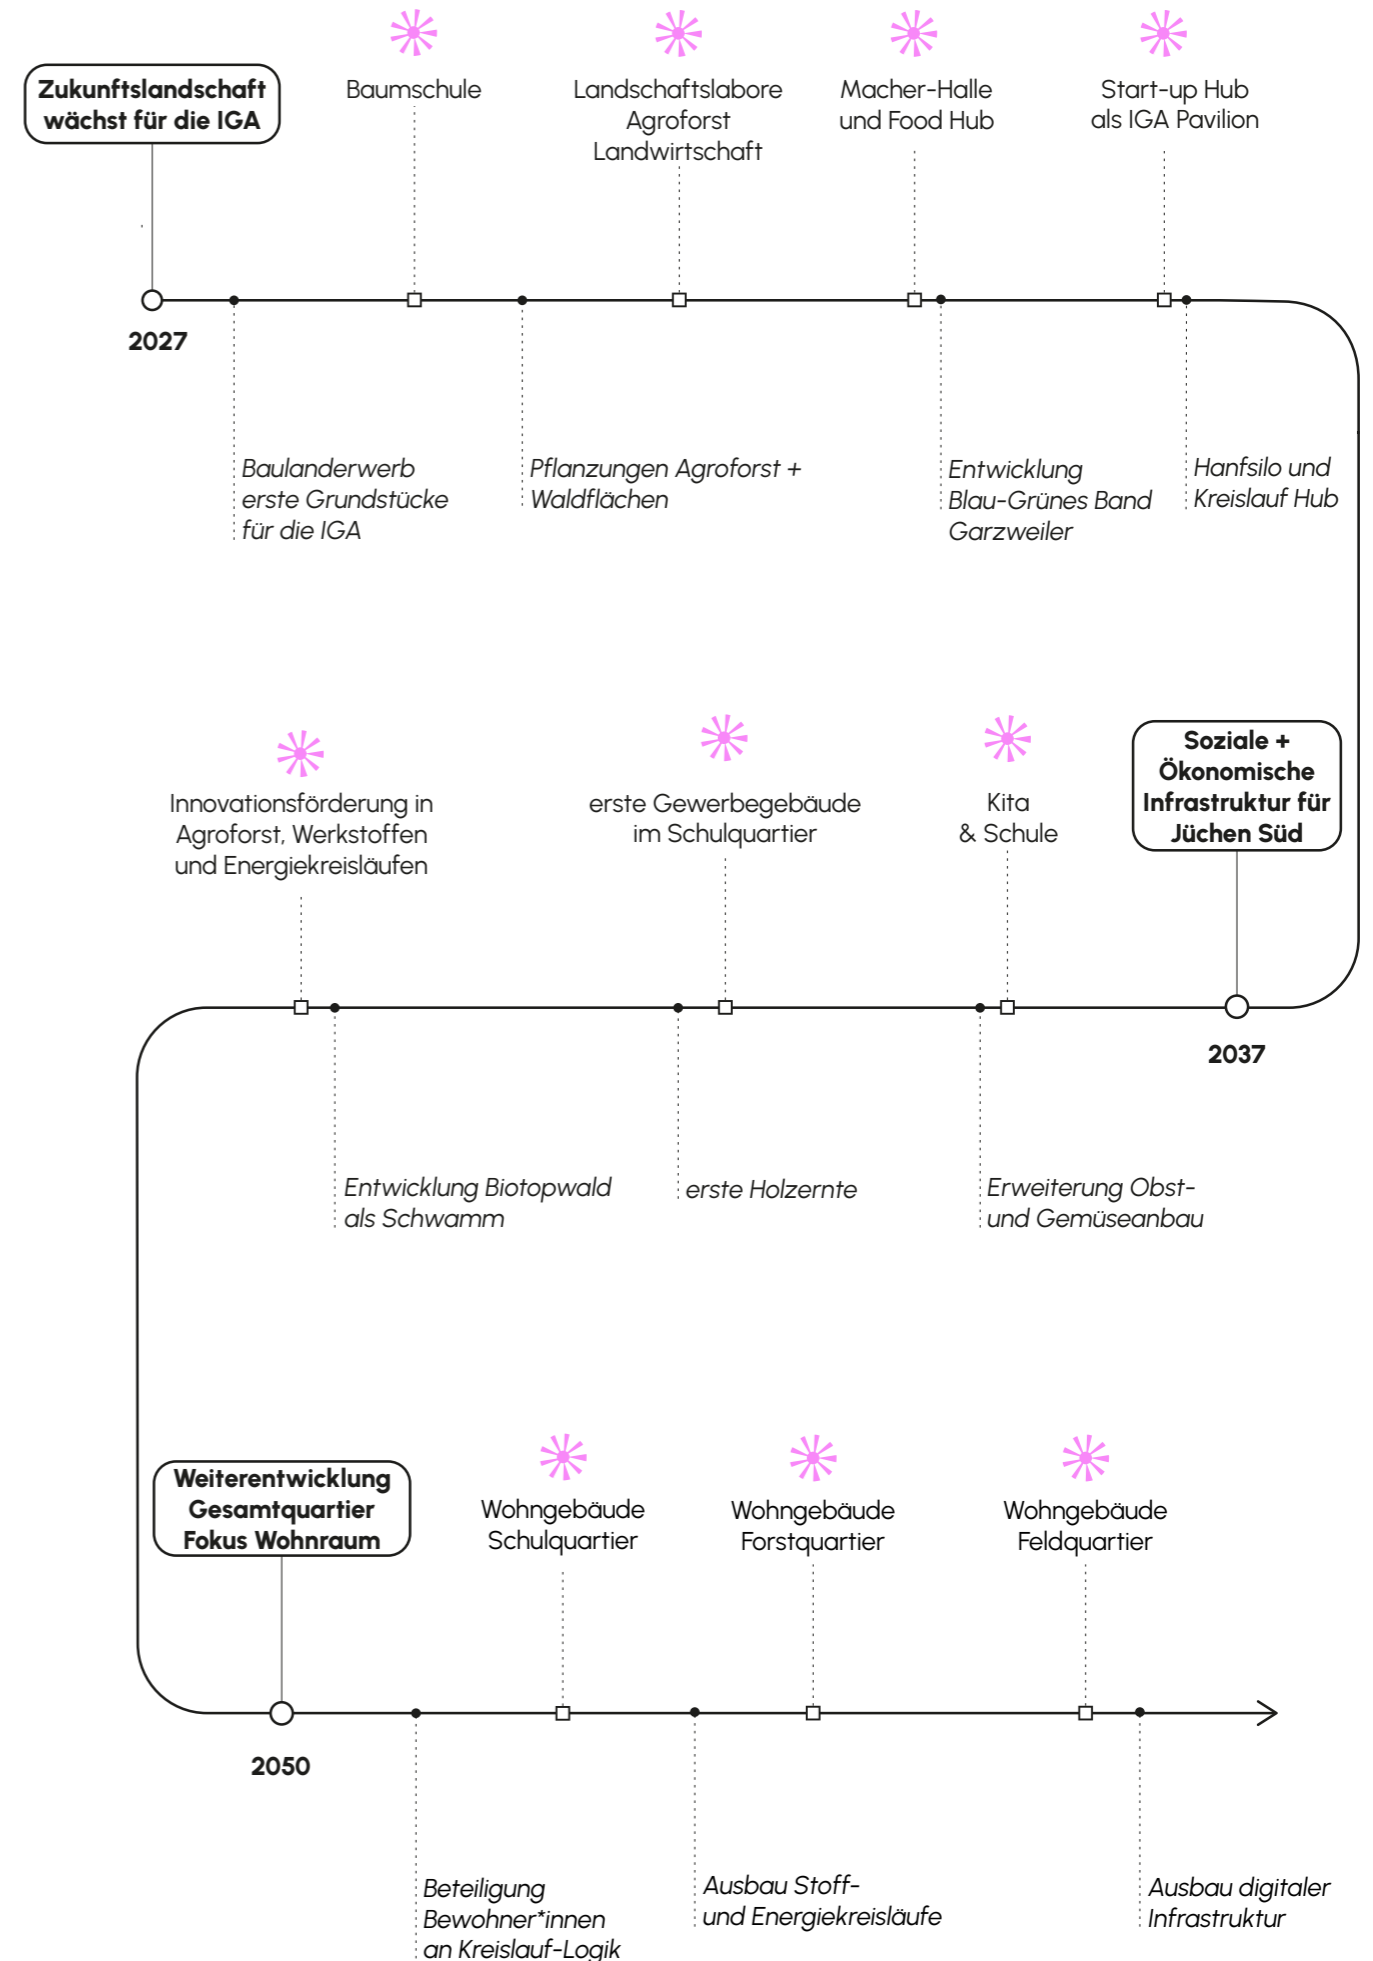 Zukunftslandschaft
wächst für die IGA
Baumschule
Landschaftslabore
Agroforst
Landwirtschaft
Macher-Halle
und Food Hub
Start-up Hub
als IGA Pavilion
2027
Baulanderwerb
erste Grundstücke
für die IGA
Pflanzungen Agroforst +
Waldflächen
Entwicklung
Blau-Grünes Band
Garzweiler
Hanfsilo und
Kreislauf Hub
Innovationsförderung in
Agroforst, Werkstoffen
und Energiekreisläufen
erste Gewerbegebäude
im Schulquartier
Kita
& Schule
Soziale +
Ökonomische
Infrastruktur für
Jüchen Süd
2037
Entwicklung Biotopwald
als Schwamm
erste Holzernte
Erweiterung Obst-
und Gemüseanbau
Weiterentwicklung
Gesamtquartier
Fokus Wohnraum
Wohngebäude
Schulquartier
Wohngebäude
Forstquartier
Wohngebäude
Feldquartier
2050
Beteiligung
Bewohner*innen
an Kreislauf-Logik
Ausbau Stoff-
und Energiekreisläufe
Ausbau digitaler
Infrastruktur